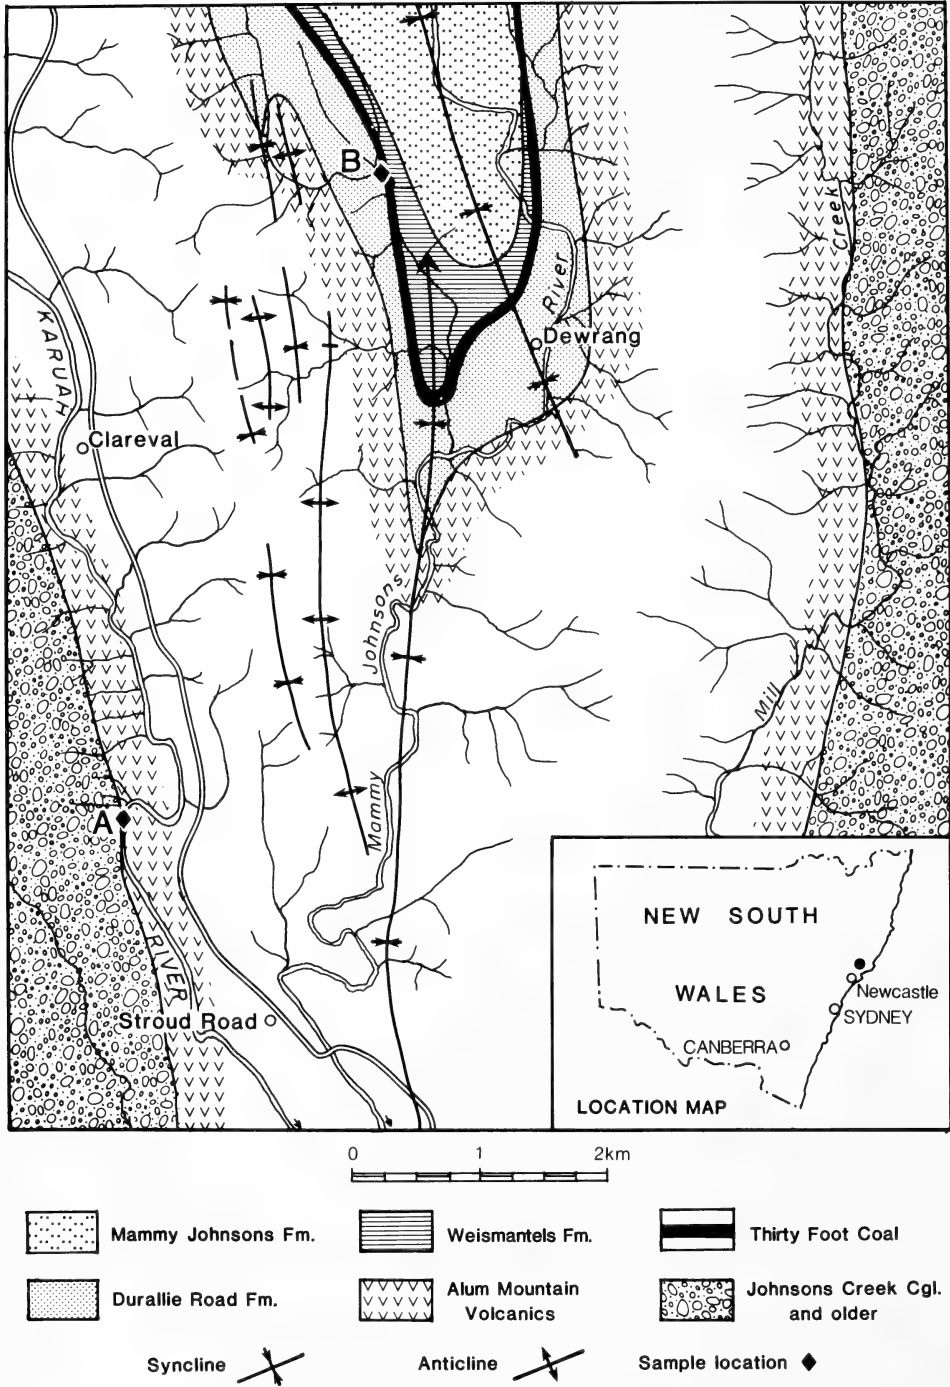 B
Creek
River
Dewrang
KARUAH
Clareval
Johnsons
Mill
Mammy
A
RIVER
Stroud Road
NEW SOUTH
WALES
Newcastle
SYDNEY
CANBERRA
LOCATION MAP
0 1 2km
Mammy Johnsons Fm.
Weismantels Fm.
Thirty Foot Coal
Durallie Road Fm.
Alum Mountain
Volcanics
Johnsons Creek Cgl.
and older
Syncline
Anticline
Sample location